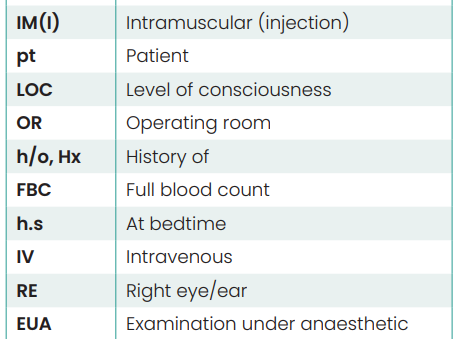 IM(I) Intramuscular (injection)
pt Patient
LOC Level of consciousness
OR Operating room
h/o, Hx History of
FBC Full blood count
h.s At bedtime
IV Intravenous
RE Right eye/ear
EUA Examination under anaesthetic